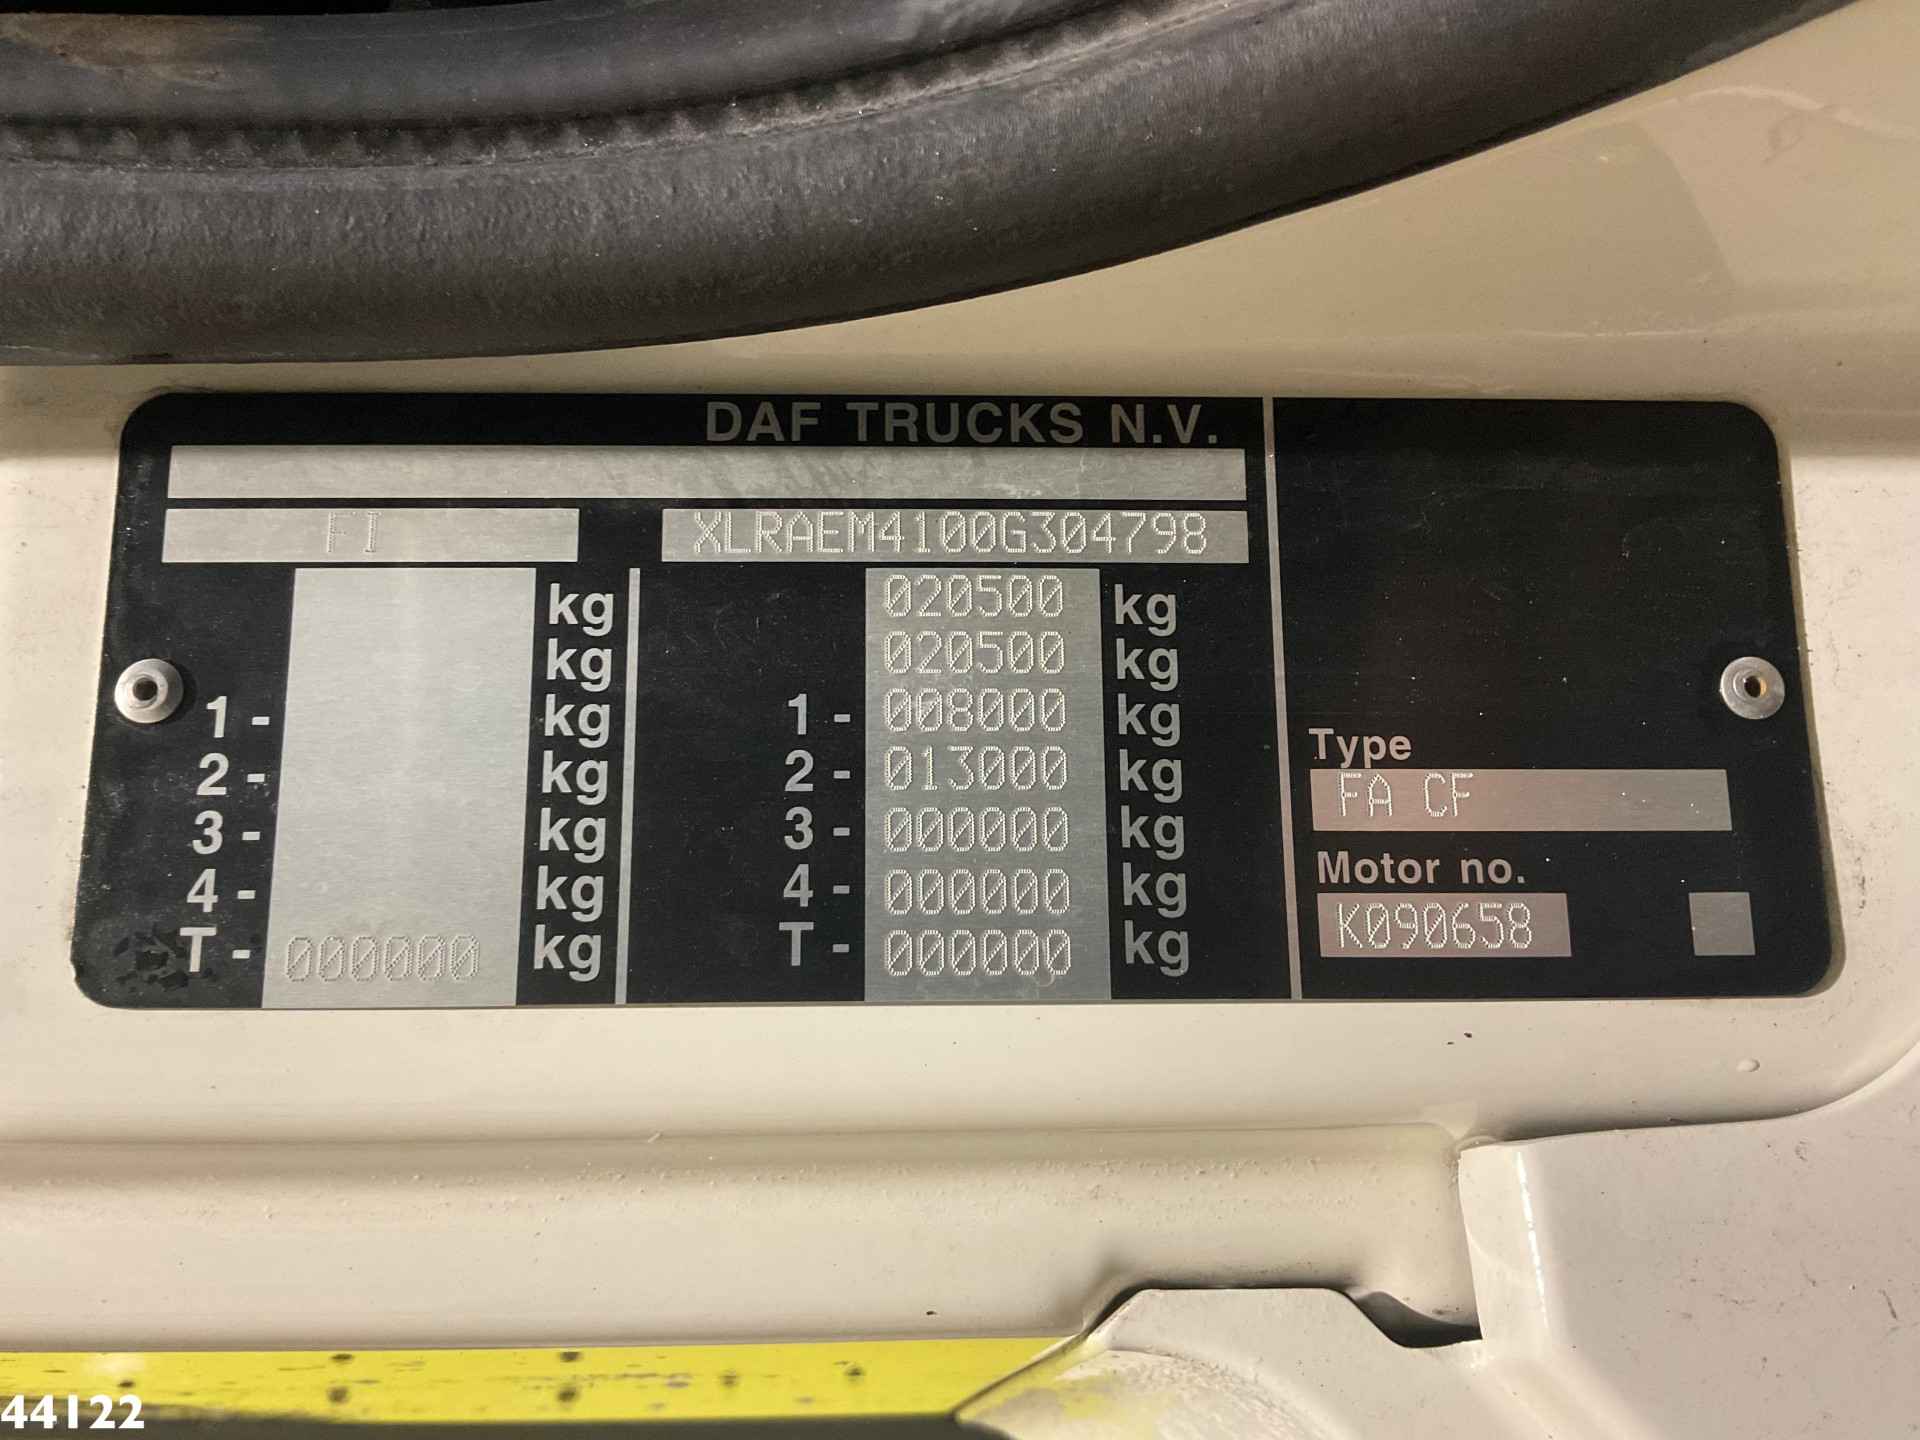 DAF TRUCKS N.V.
FI XLRAEM4100G304798
kg 020500 kg
kg 020500 kg
1 - kg 1 - 008000 kg
2 - kg 2 - 013000 kg
3 - kg 3 - 000000 kg
4 - kg 4 - 000000 kg
T - 000000 kg T - 000000 kg
Type
FA CF
Motor no.
K090658
44122